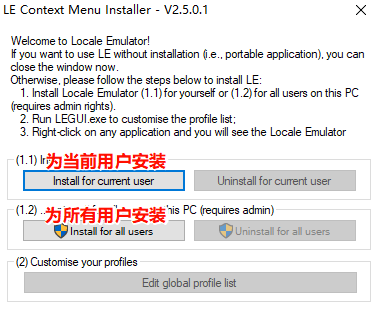 LE Context Menu Installer - V2.5.0.1
Welcome to Locale Emulator!
If you want to use LE without installation (i.e., portable application), you can
close the window now.
Otherwise, please follow the steps below to install LE:
1. Install Locale Emulator (1.1) for yourself or (1.2) for all users on this PC
(requires admin rights).
2. Run LEGUI.exe to customise the profile list;
3. Right-click on any application and you will see the Locale Emulator
(1.1)
为当前用户安装
Install for current user
Uninstall for current user
(1.2) ..
为所有用户安装
this PC (requires admin)
Install for all users
Uninstall for all users
(2) Customise your profiles
Edit global profile list